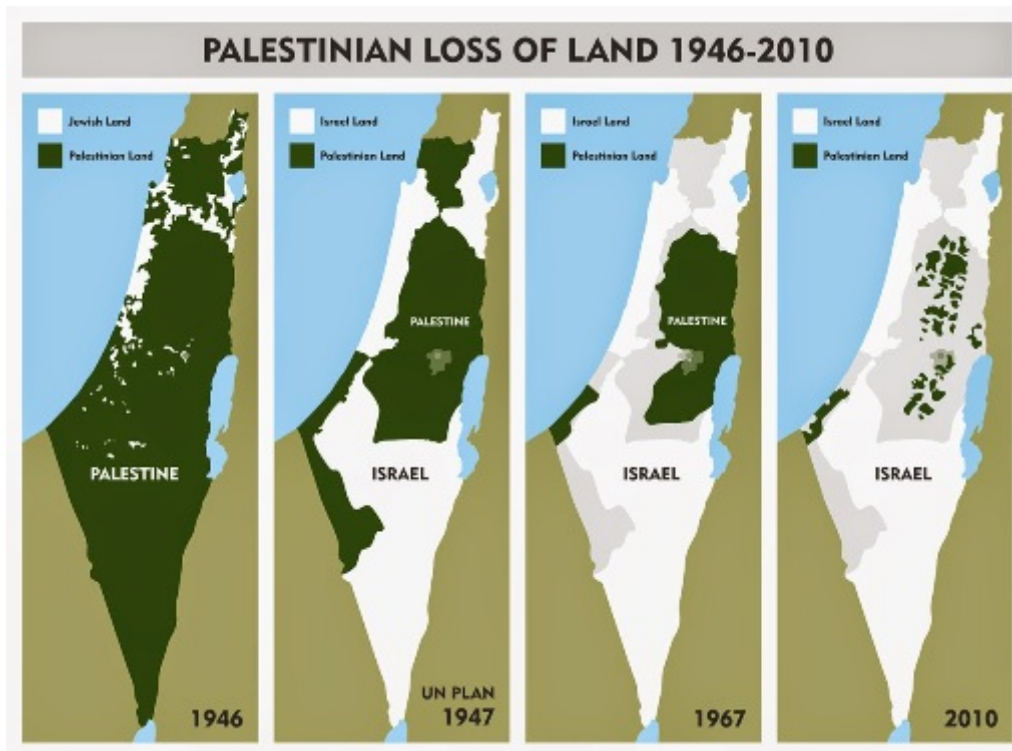 PALESTINIAN LOSS OF LAND 1946-2010
Jewish Land
Palestinian Land
PALESTINE
1946
Israel Land
Palestinian Land
PALESTINE
ISRAEL
UN PLAN
1947
Israel Land
Palestinian Land
PALESTINE
ISRAEL
1967
Israel Land
Palestinian Land
ISRAEL
2010